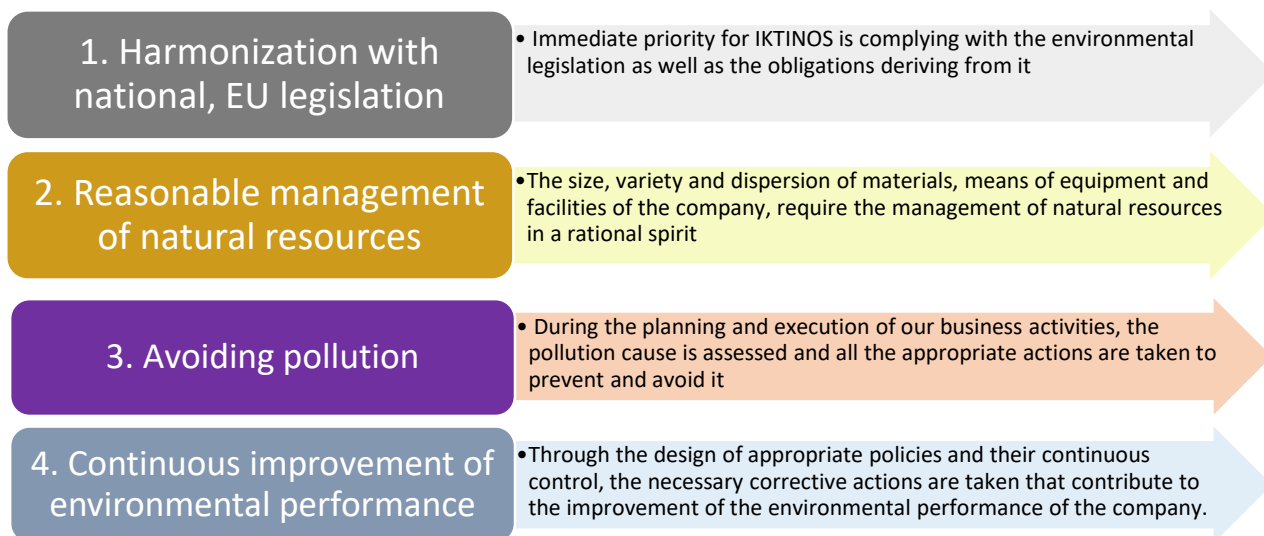 1. Harmonization with
national, EU legislation
• Immediate priority for IKTINOS is complying with the environmental
legislation as well as the obligations deriving from it
2. Reasonable management
of natural resources
•The size, variety and dispersion of materials, means of equipment and
facilities of the company, require the management of natural resources
in a rational spirit
3. Avoiding pollution
• During the planning and execution of our business activities, the
pollution cause is assessed and all the appropriate actions are taken to
prevent and avoid it
4. Continuous improvement of
environmental performance
•Through the design of appropriate policies and their continuous
control, the necessary corrective actions are taken that contribute to
the improvement of the environmental performance of the company.